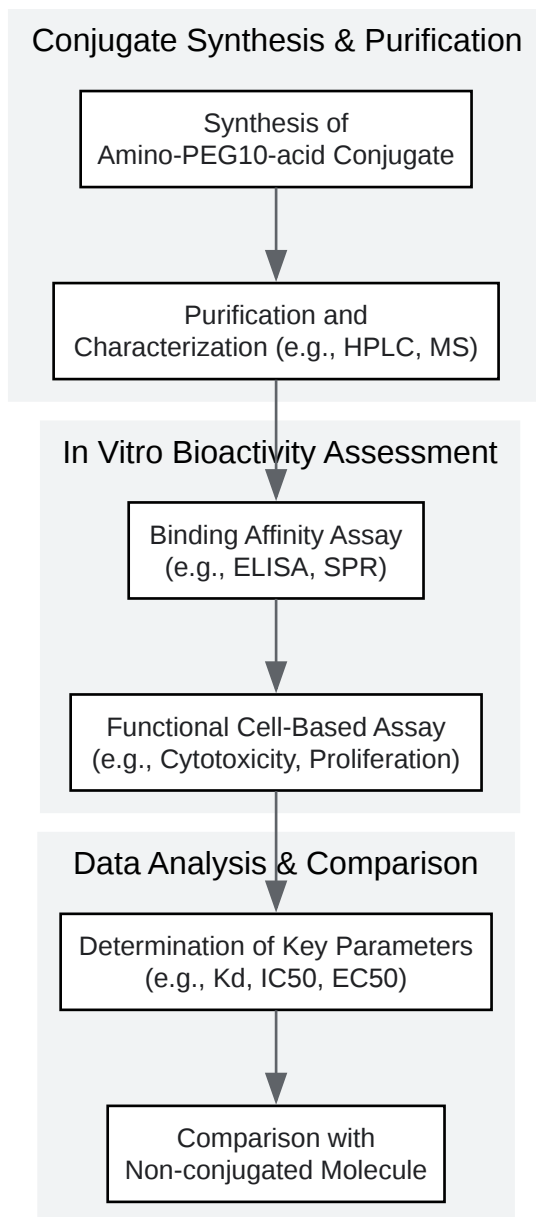 Conjugate Synthesis & Purification
Synthesis of
Amino-PEG10-acid Conjugate
Purification and
Characterization (e.g., HPLC, MS)
In Vitro Bioactivity Assessment
Binding Affinity Assay
(e.g., ELISA, SPR)
Functional Cell-Based Assay
(e.g., Cytotoxicity, Proliferation)
Data Analysis & Comparison
Determination of Key Parameters
(e.g., Kd, IC50, EC50)
Comparison with
Non-conjugated Molecule